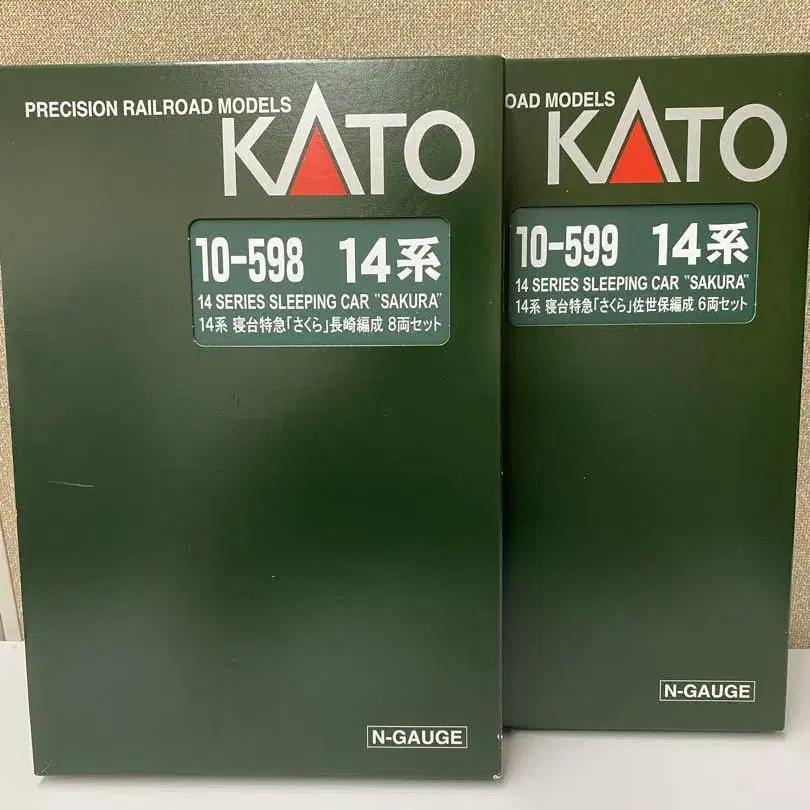 PRECISION RAILROAD MODELS
KATO
10-598 14系
14 SERIES SLEEPING CAR "SAKURA"
14系 寝台特急「さくら」長崎編成 8両セット
N-GAUGE
OAD MODELS
KATO
10-599 14系
14 SERIES SLEEPING CAR "SAKURA"
14系 寝台特急「さくら」佐世保編成 6両セット
N-GAUGE